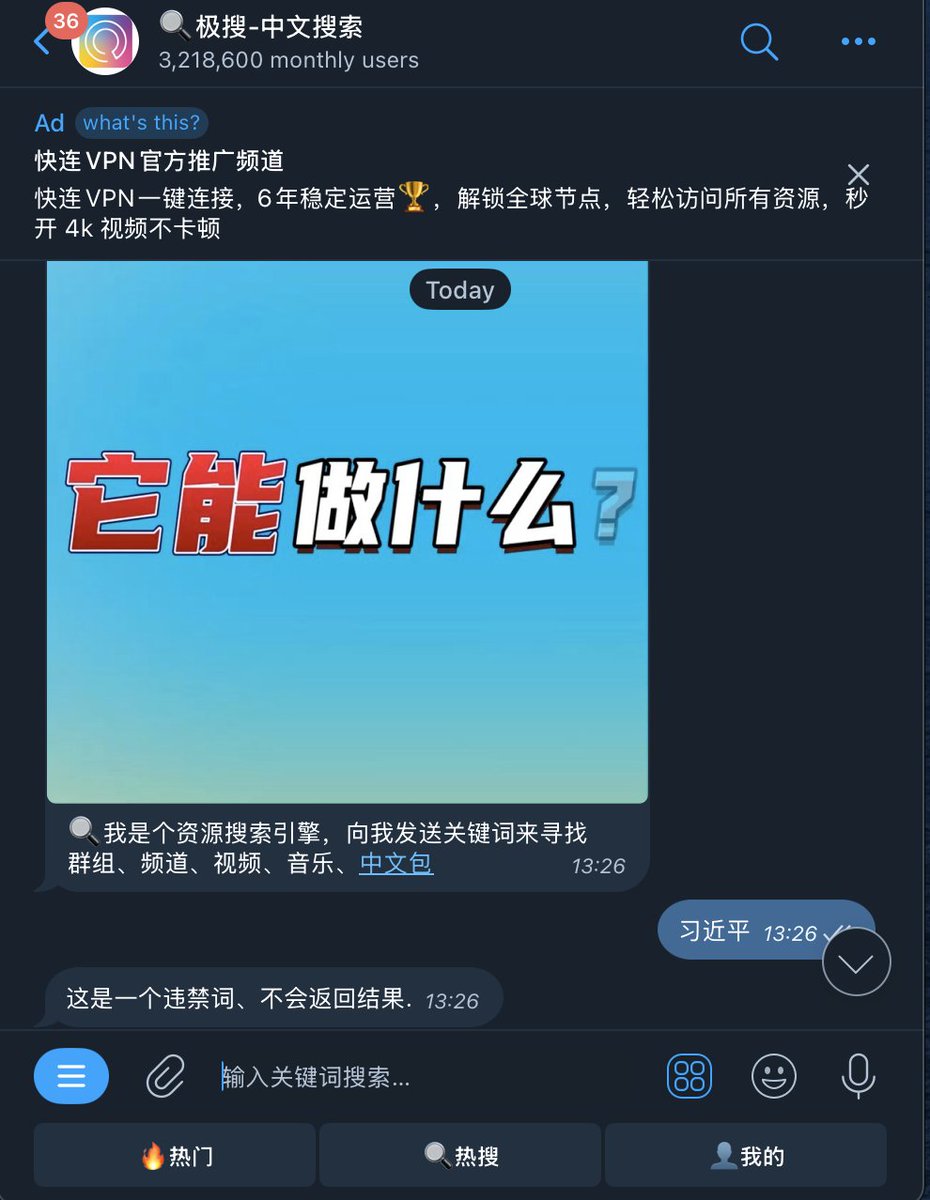 36
🔍极搜-中文搜索
3,218,600 monthly users
Ad what's this?
快连VPN官方推广频道
快连VPN一键连接，6年稳定运营🏆，解锁全球节点，轻松访问所有资源，秒
开 4k 视频不卡顿
Today
它能做什么?
🔍我是个资源搜索引擎，向我发送关键词来寻找
群组、频道、视频、音乐、中文包
13:26
习近平 13:26
这是一个违禁词、不会返回结果. 13:26
输入关键词搜索...
🔥热门
🔍热搜
👤我的